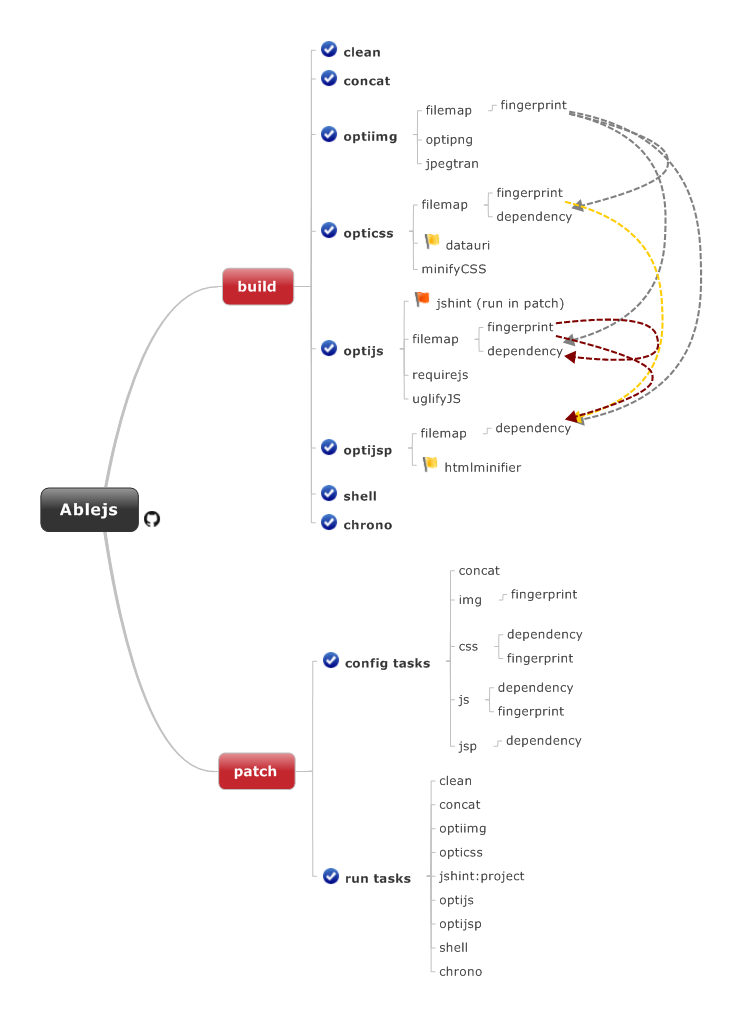 Ablejs
build
clean
concat
optiimg
filemap
fingerprint
optipng
jpegtran
opticss
filemap
fingerprint
dependency
datauri
minifyCSS
optijs
jshint (run in patch)
filemap
fingerprint
dependency
requirejs
uglifyJS
optijsp
filemap
dependency
htmlminifier
shell
chrono
patch
config tasks
concat
img
fingerprint
css
dependency
fingerprint
js
dependency
fingerprint
jsp
dependency
run tasks
clean
concat
optiimg
opticss
jshint:project
optijs
optijsp
shell
chrono